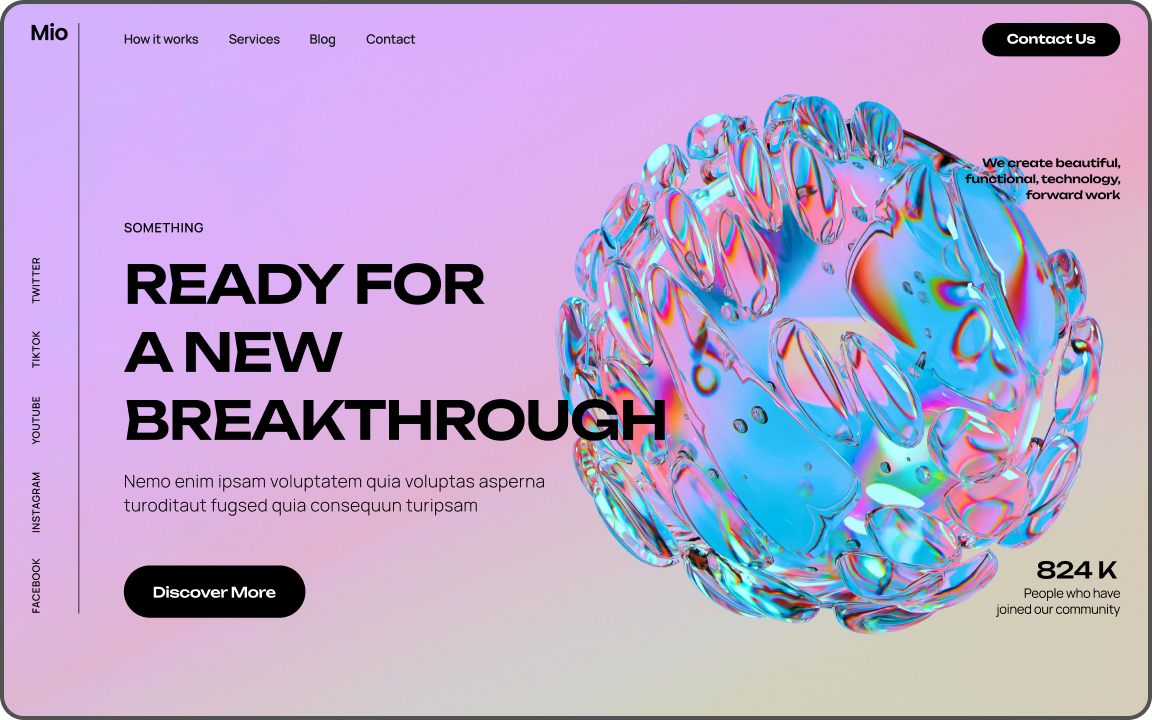 Mio
How it works
Services
Blog
Contact
Contact Us
We create beautiful,
functional, technology,
forward work
SOMETHING
READY FOR
A NEW
BREAKTHROUGH
Nemo enim ipsam voluptatem quia voluptas asperna
turoditaut fugsed quia consequun turipsam
Discover More
TWITTER
TIKTOK
YOUTUBE
INSTAGRAM
FACEBOOK
824 K
People who have
joined our community